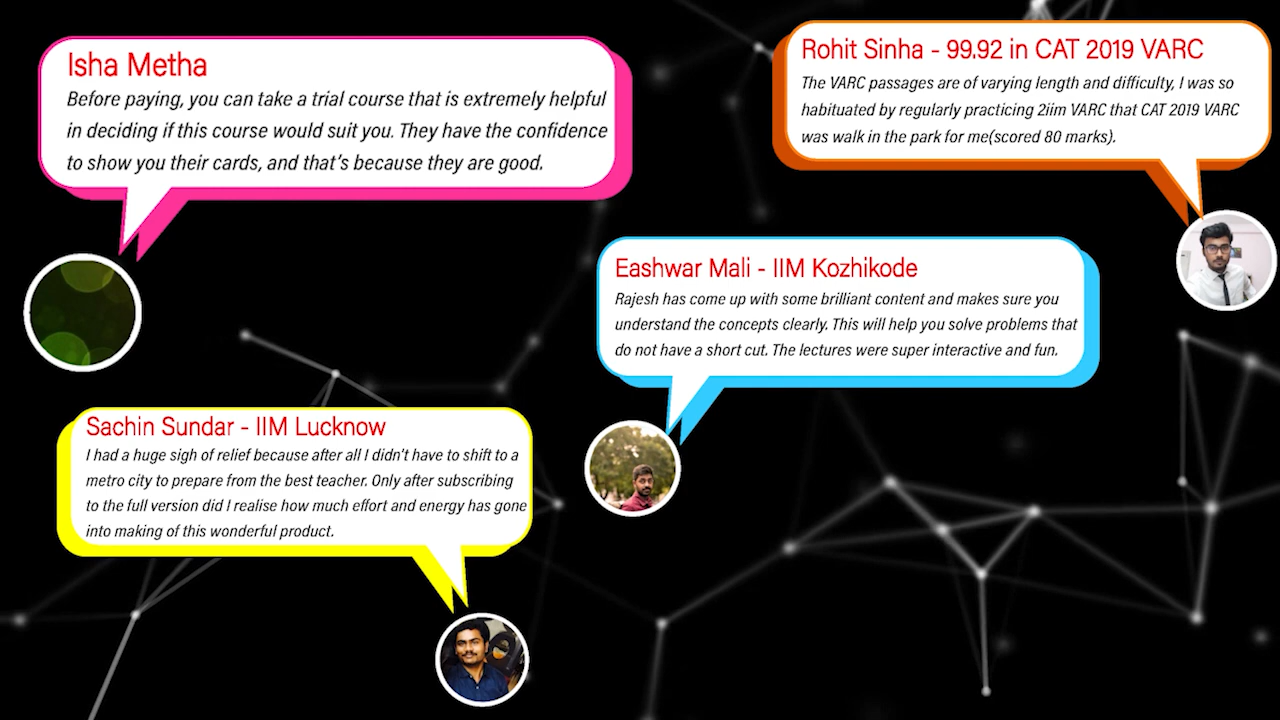 Isha Metha
Before paying, you can take a trial course that is extremely helpful
in deciding if this course would suit you. They have the confidence
to show you their cards, and that's because they are good.
Rohit Sinha - 99.92 in CAT 2019 VARC
The VARC passages are of varying length and difficulty, I was so
habituated by regularly practicing 2iim VARC that CAT 2019 VARC
was walk in the park for me(scored 80 marks).
Eashwar Mali - IIM Kozhikode
Rajesh has come up with some brilliant content and makes sure you
understand the concepts clearly. This will help you solve problems that
do not have a short cut. The lectures were super interactive and fun.
Sachin Sundar - IIM Lucknow
I had a huge sigh of relief because after all I didn't have to shift to a
metro city to prepare from the best teacher. Only after subscribing
to the full version did I realise how much effort and energy has gone
into making of this wonderful product.